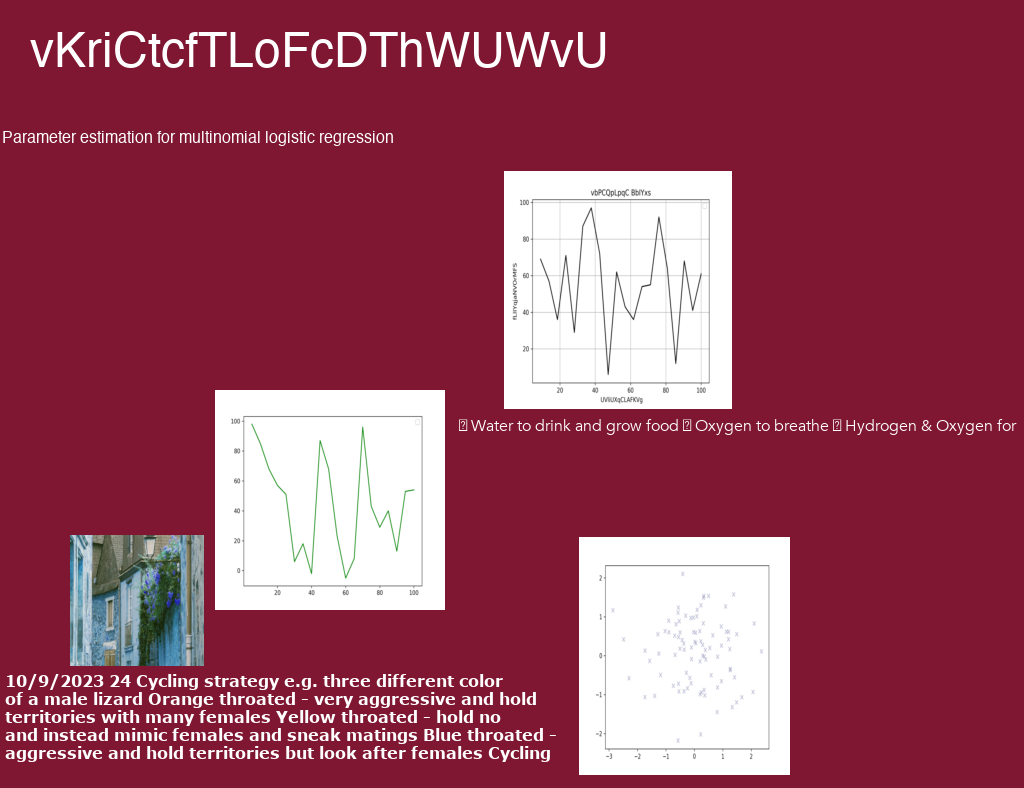 vKriCtcfTLoFcDThWUWvU
Parameter estimation for multinomial logistic regression
vbPCQpLpqC BblYxs
100
80
60
40
20
20 40 60 80 100
UViUXqCLAFKVg
Water to drink and grow food Oxygen to breathe Hydrogen & Oxygen for
100
80
60
40
20
0
20 40 60 80 100
2
1
0
−1
−2
−3 −2 −1 0 1 2
10/9/2023 24 Cycling strategy e.g. three different color
of a male lizard Orange throated – very aggressive and hold
territories with many females Yellow throated – hold no
and instead mimic females and sneak matings Blue throated –
aggressive and hold territories but look after females Cycling